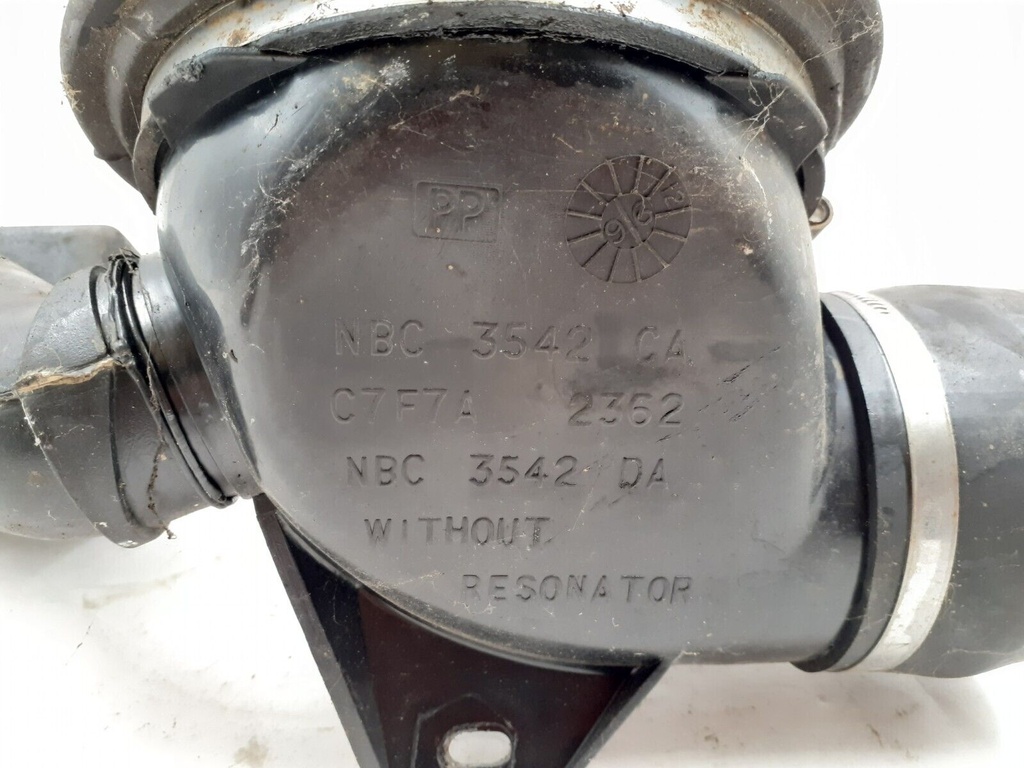 PP
NBC 3542 CA
C7F7A 2362
NBC 3542 DA
WITHOUT
RESONATOR